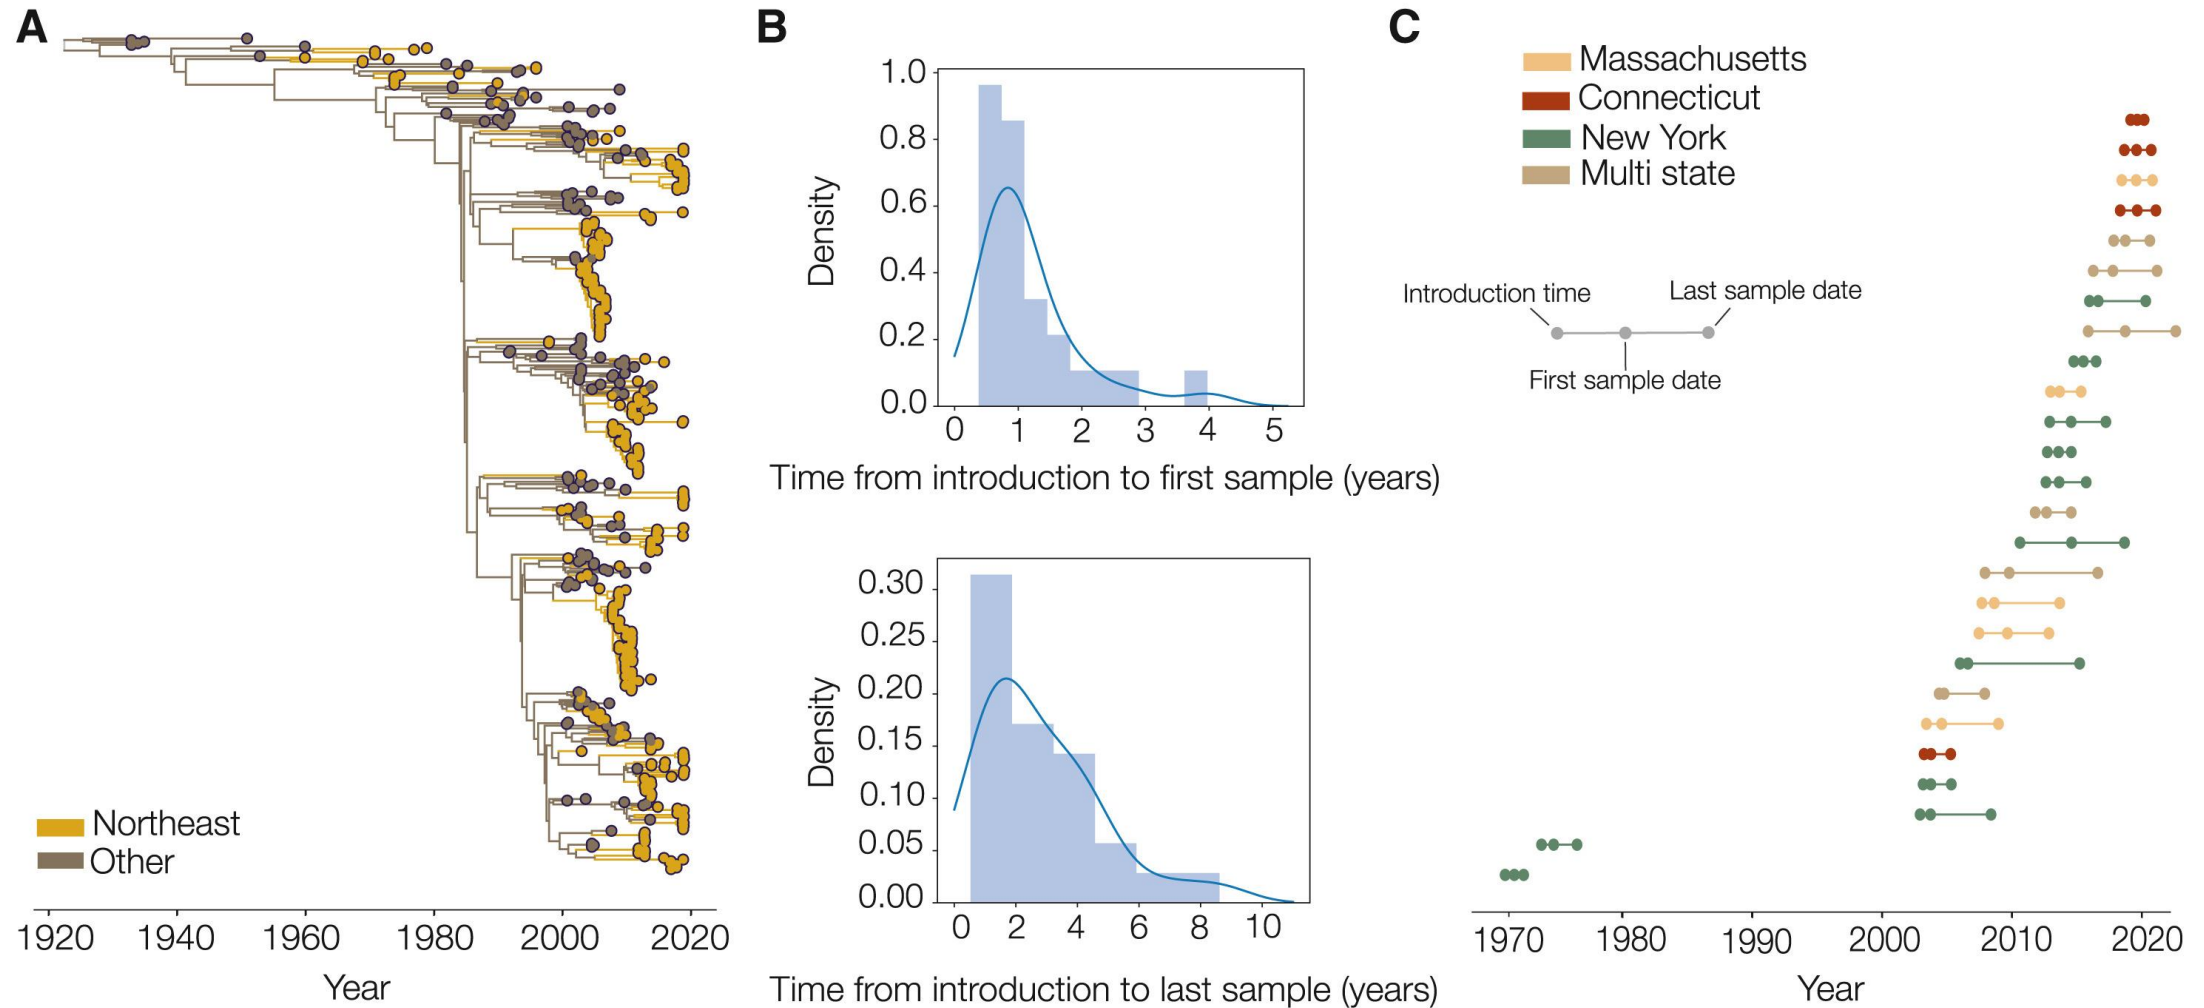 A
Northeast
Other
1920 1940 1960 1980 2000 2020
Year
B
Density
1.0
0.8
0.6
0.4
0.2
0.0
0 1 2 3 4 5
Time from introduction to first sample (years)
Density
0.30
0.25
0.20
0.15
0.10
0.05
0.00
0 2 4 6 8 10
Time from introduction to last sample (years)
C
Massachusetts
Connecticut
New York
Multi state
Introduction time
Last sample date
First sample date
1970 1980 1990 2000 2010 2020
Year